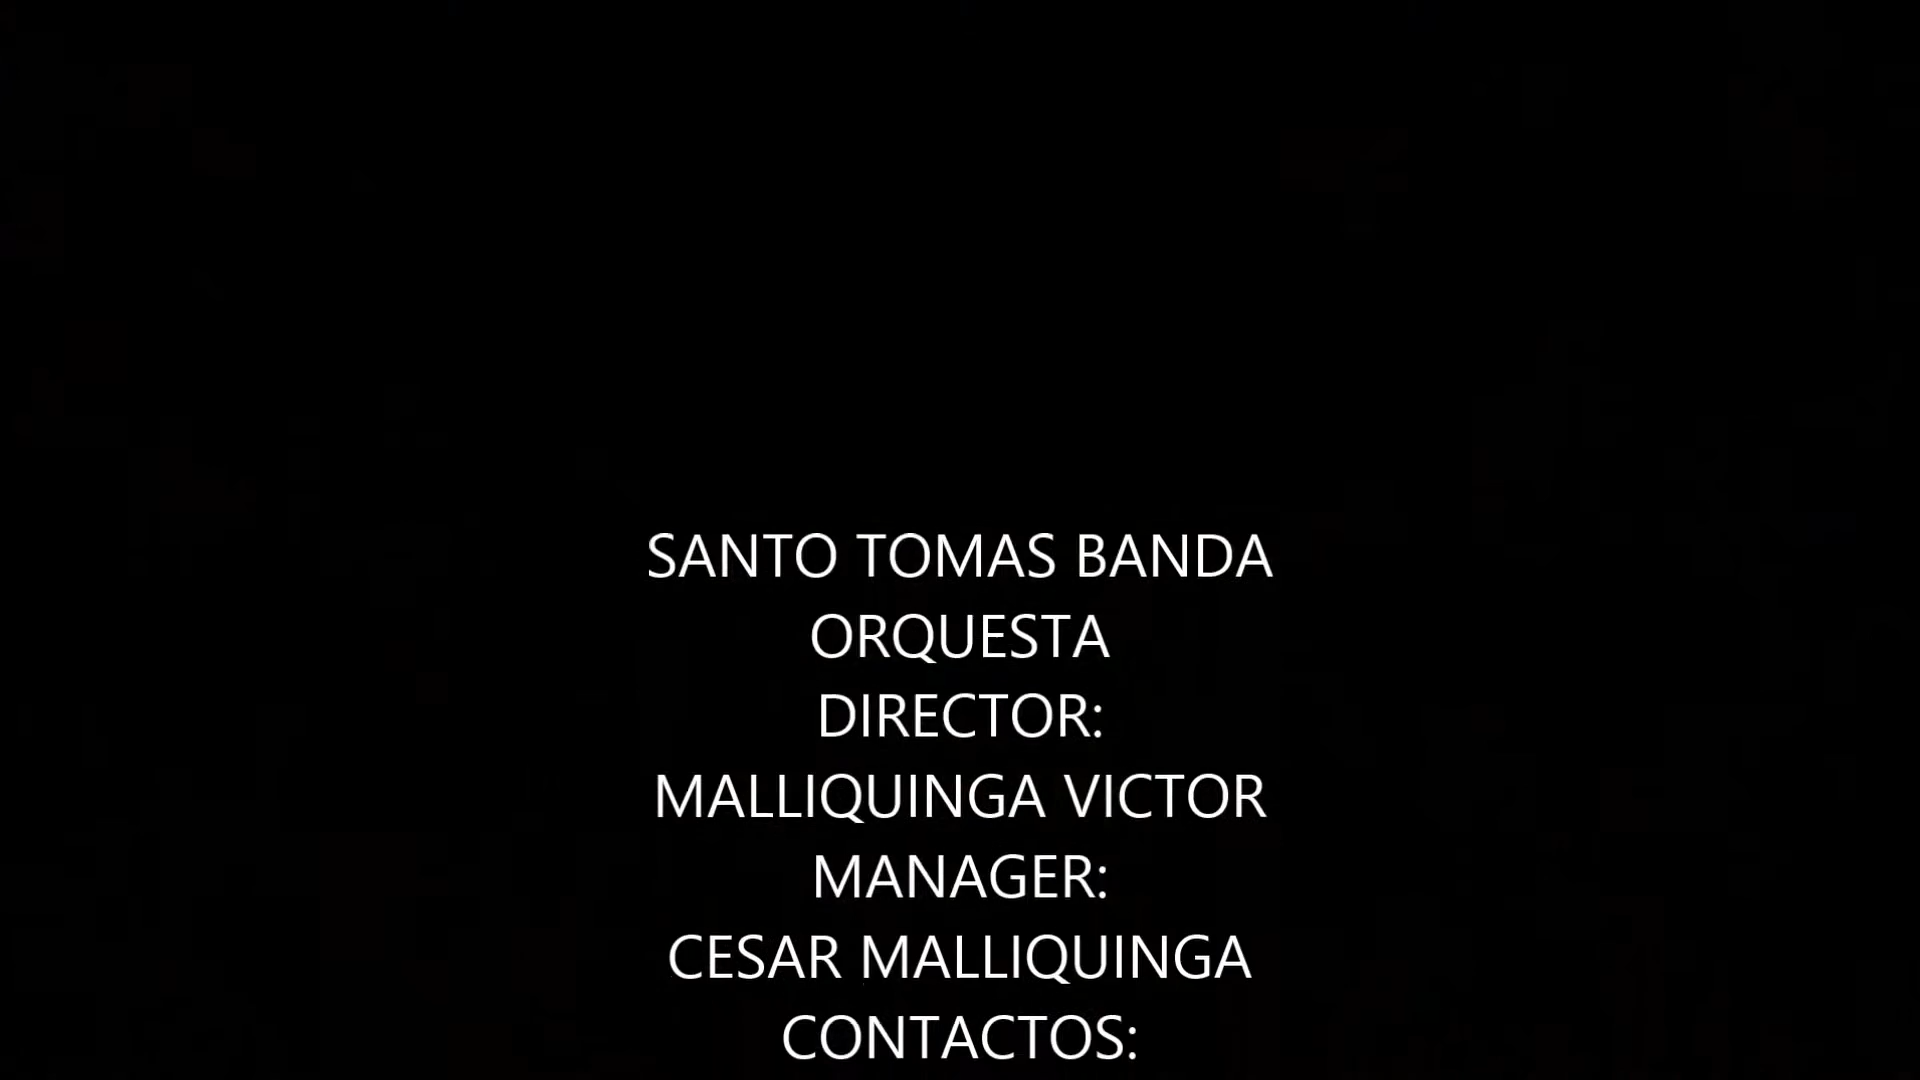 SANTO TOMAS BANDA
ORQUESTA
DIRECTOR:
MALLIQUINGA VICTOR
MANAGER:
CESAR MALLIQUINGA
CONTACTOS: